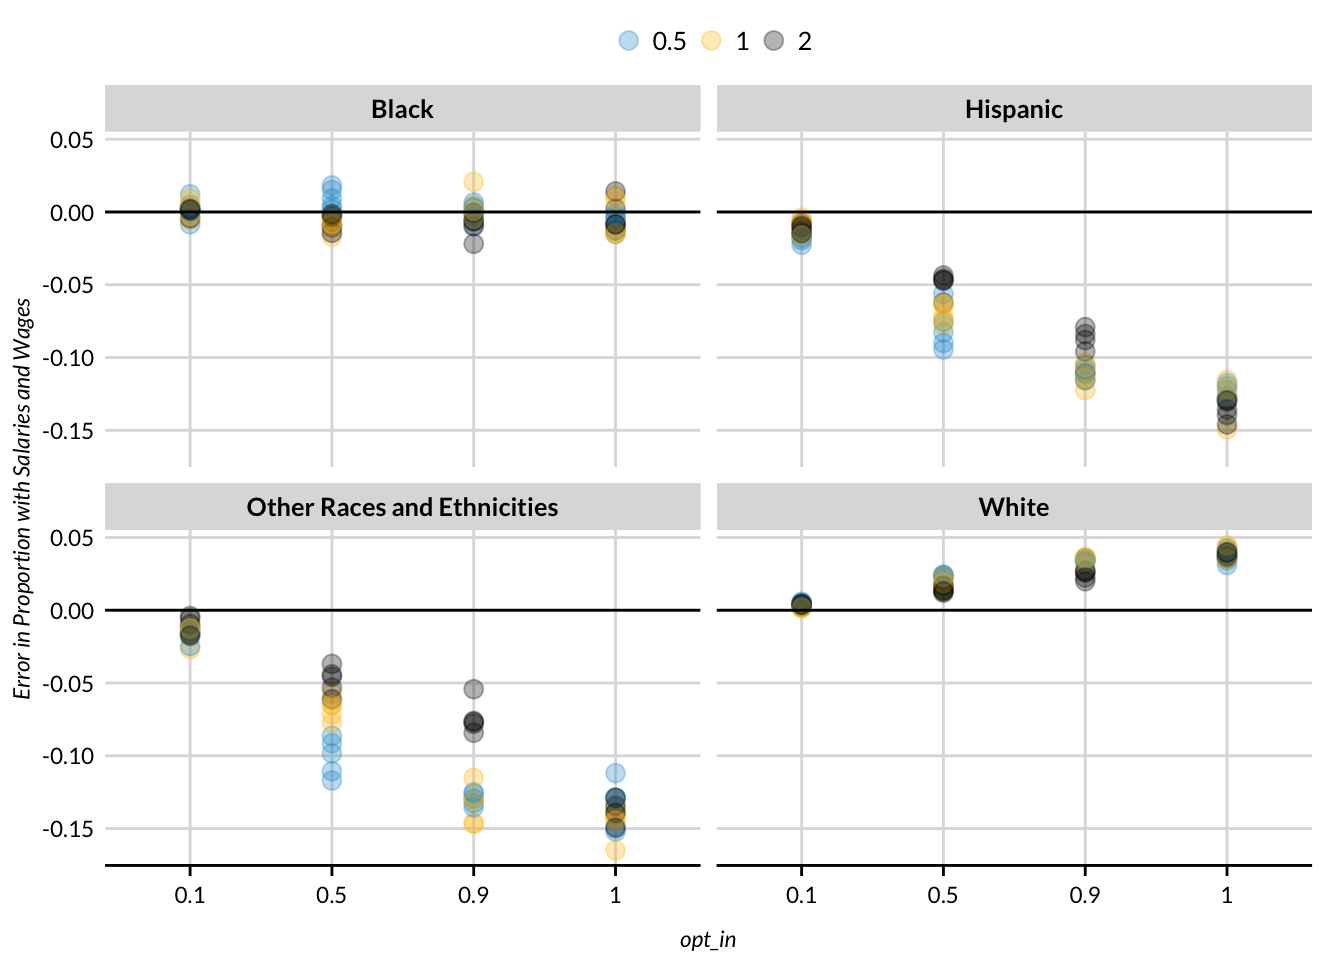 0.5 1 2
Black
Hispanic
0.05
0.00
-0.05
-0.10
-0.15
Other Races and Ethnicities
White
0.05
0.00
-0.05
-0.10
-0.15
0.1 0.5 0.9 1
0.1 0.5 0.9 1
Error in Proportion with Salaries and Wages
opt_in